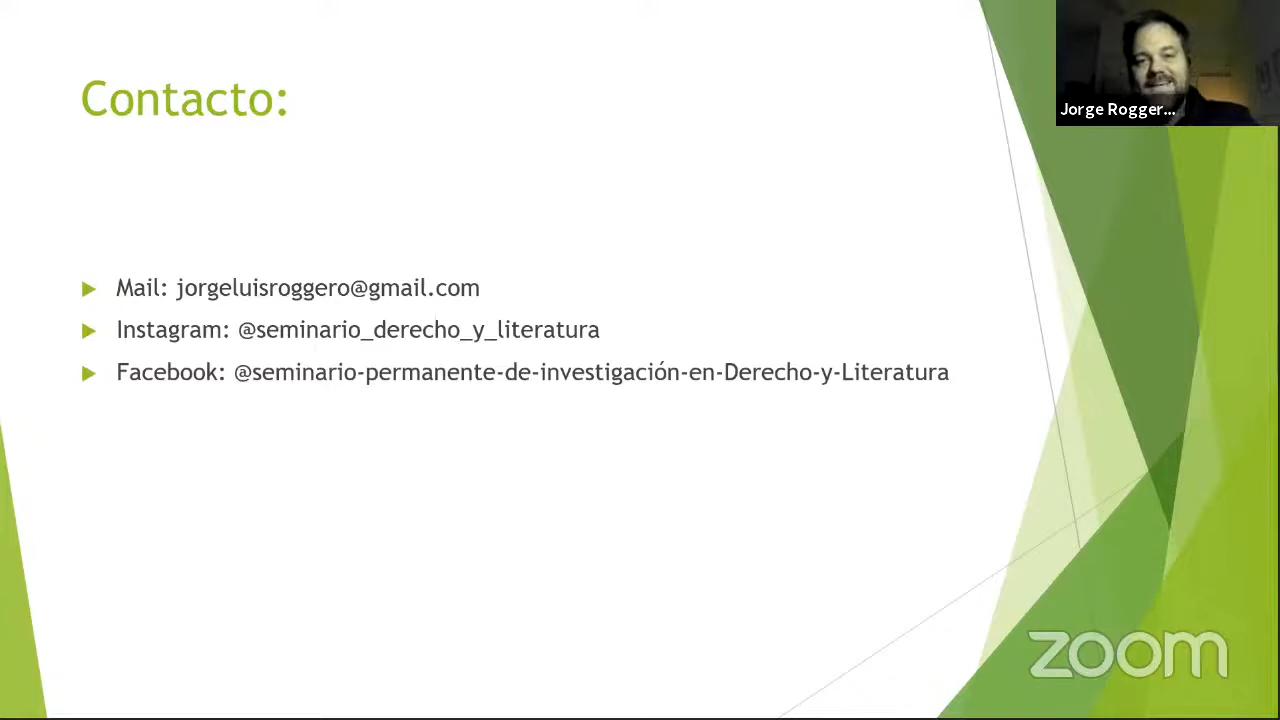 Contacto:
Jorge Rogger...
Mail: jorgeluisroggero@gmail.com
Instagram: @seminario_derecho_y_literatura
Facebook: @seminario-permanente-de-investigación-en-Derecho-y-Literatura
zoom